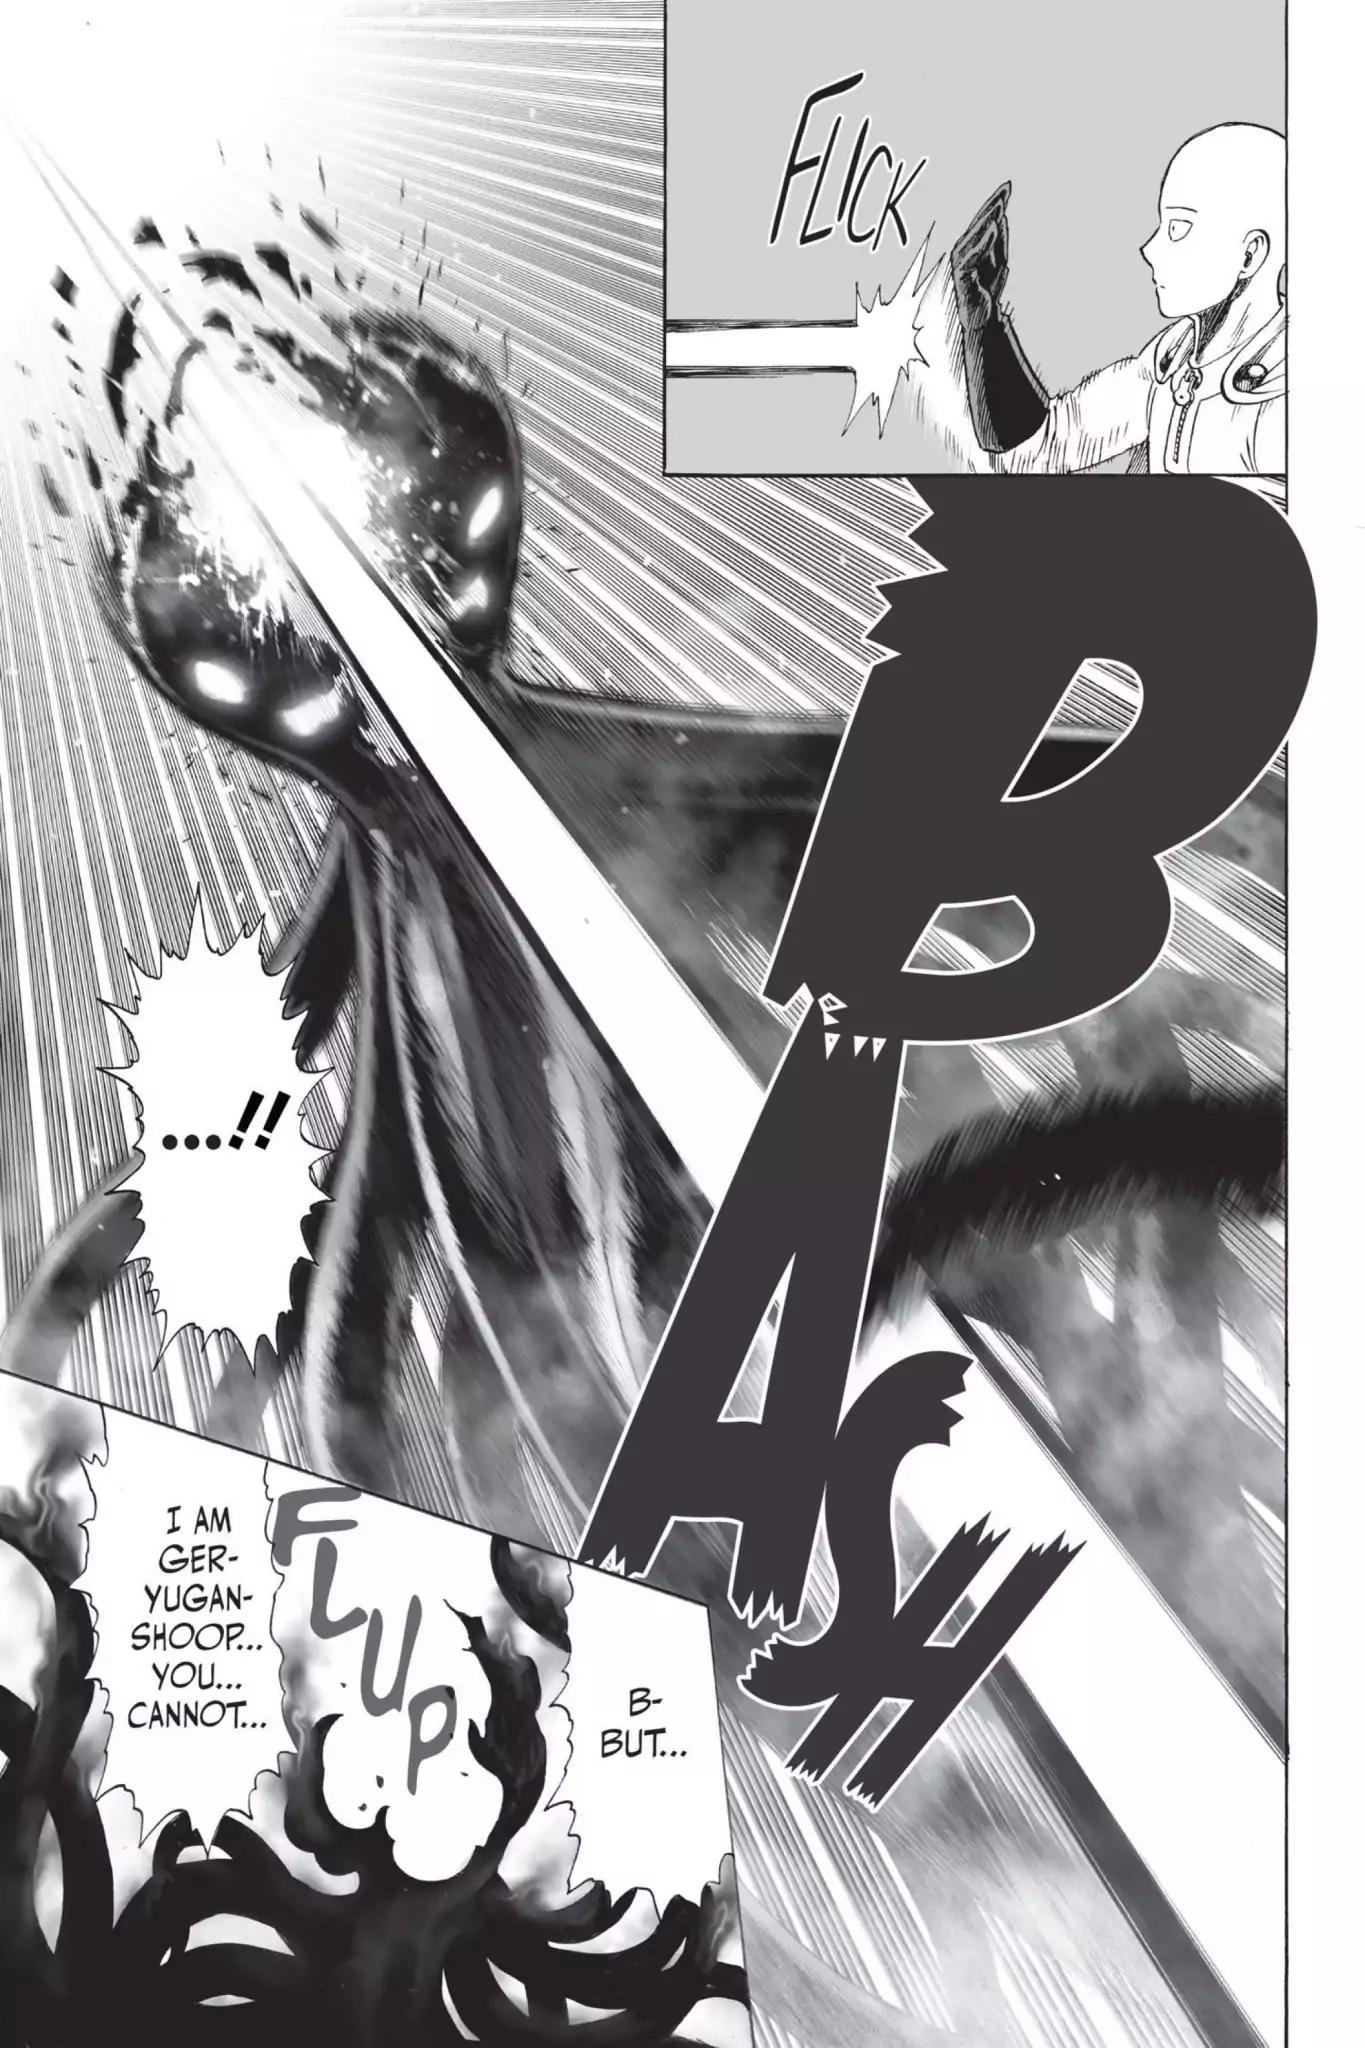 FLICK
BASH
...!!
B-
BUT...
FLUP
I AM
GER-
YUGAN-
SHOOP...
YOU...
CANNOT...